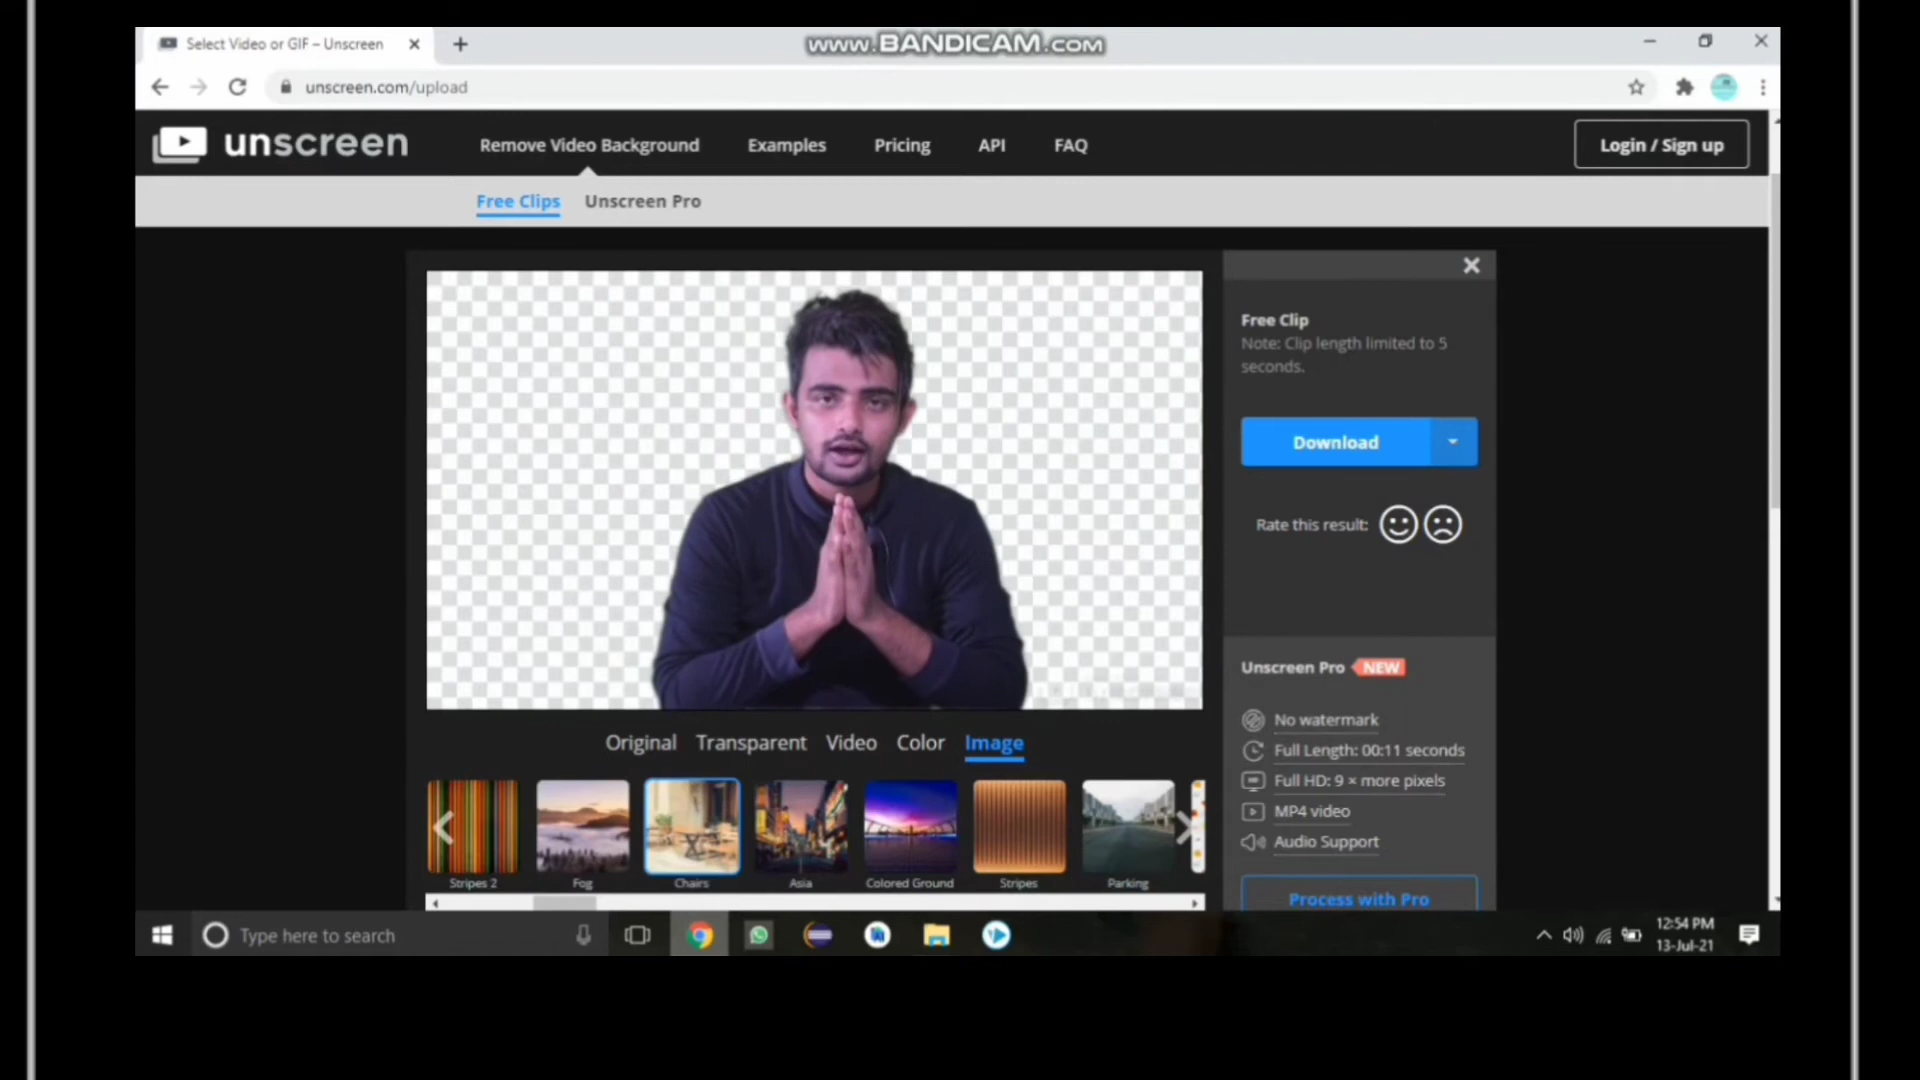 Select Video or GIF – Unscreen
www.BANDICAM.com
unscreen.com/upload
unscreen
Remove Video Background
Examples
Pricing
API
FAQ
Login / Sign up
Free Clips
Unscreen Pro
Free Clip
Note: Clip length limited to 5
seconds.
Download
Rate this result:
Unscreen Pro NEW
No watermark
Full Length: 00:11 seconds
Full HD: 9 × more pixels
MP4 video
Audio Support
Process with Pro
Original
Transparent
Video
Color
Image
Stripes 2
Fog
Chairs
Asia
Colored Ground
Stripes
Parking
Type here to search
12:54 PM
13-Jul-21